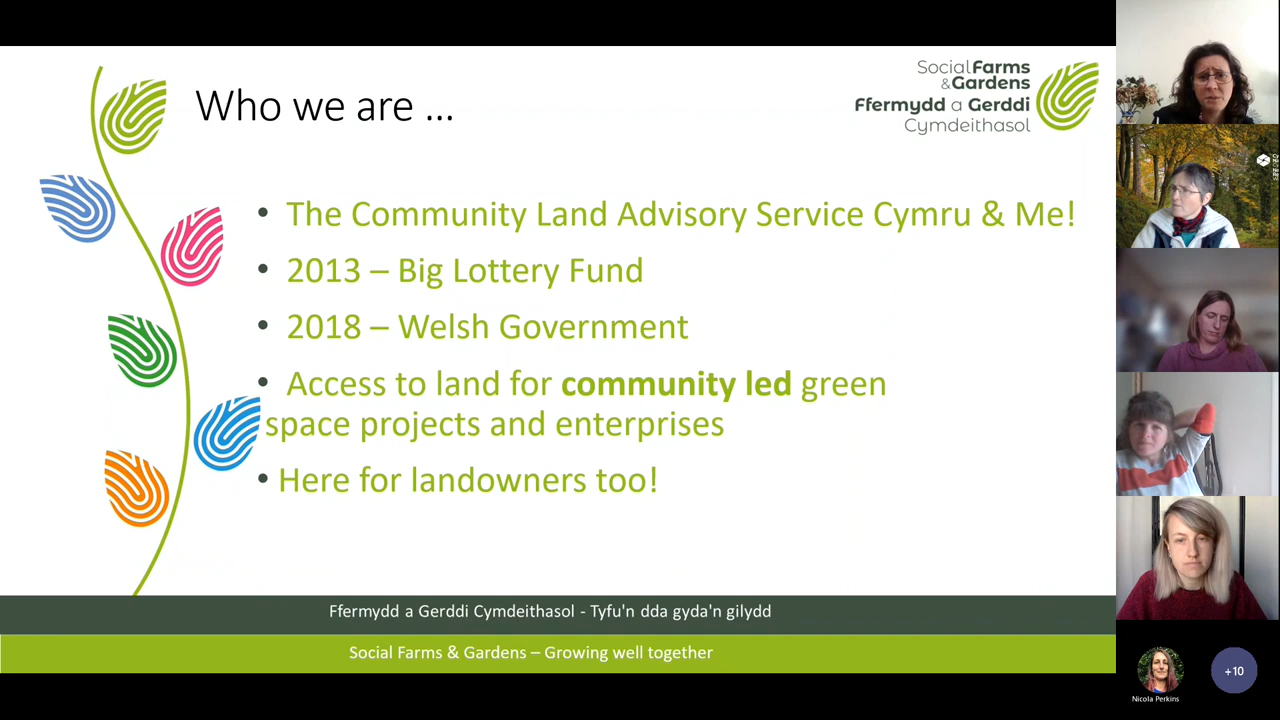 Who we are ...
Social Farms
& Gardens
Ffermydd a Gerddi
Cymdeithasol
• The Community Land Advisory Service Cymru & Me!
• 2013 – Big Lottery Fund
• 2018 – Welsh Government
• Access to land for community led green
space projects and enterprises
• Here for landowners too!
Ffermydd a Gerddi Cymdeithasol - Tyfu'n dda gyda'n gilydd
Social Farms & Gardens – Growing well together
Nicola Perkins
+10